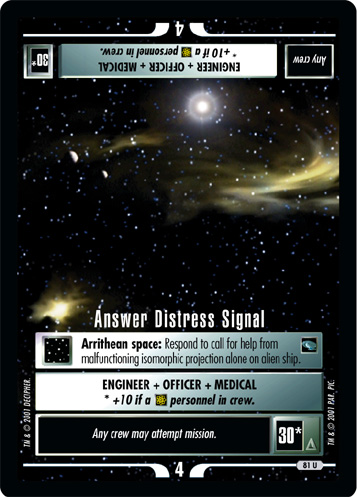 4
ENGINEER + OFFICER + MEDICAL
* +10 if a personnel in crew.
30*
Any crew
Answer Distress Signal
Arrithean space: Respond to call for help from
malfunctioning isomorphic projection alone on alien ship.
ENGINEER + OFFICER + MEDICAL
* +10 if a personnel in crew.
Any crew may attempt mission.
30*
TM & © 2001 DECIPHER.
TM & © 2001 PAR. PIC.
4
81 U